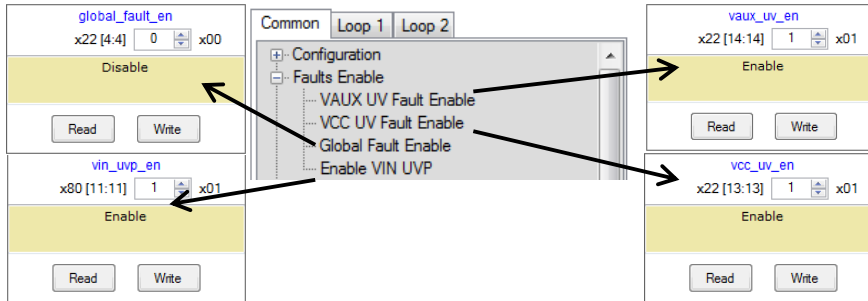 global_fault_en
x22 [4:4] 0 x00
Disable
Read Write
vin_uvp_en
x80 [11:11] 1 x01
Enable
Read Write
Common Loop 1 Loop 2
Configuration
Faults Enable
VAUX UV Fault Enable
VCC UV Fault Enable
Global Fault Enable
Enable VIN UVP
vaux_uv_en
x22 [14:14] 1 x01
Enable
Read Write
vcc_uv_en
x22 [13:13] 1 x01
Enable
Read Write